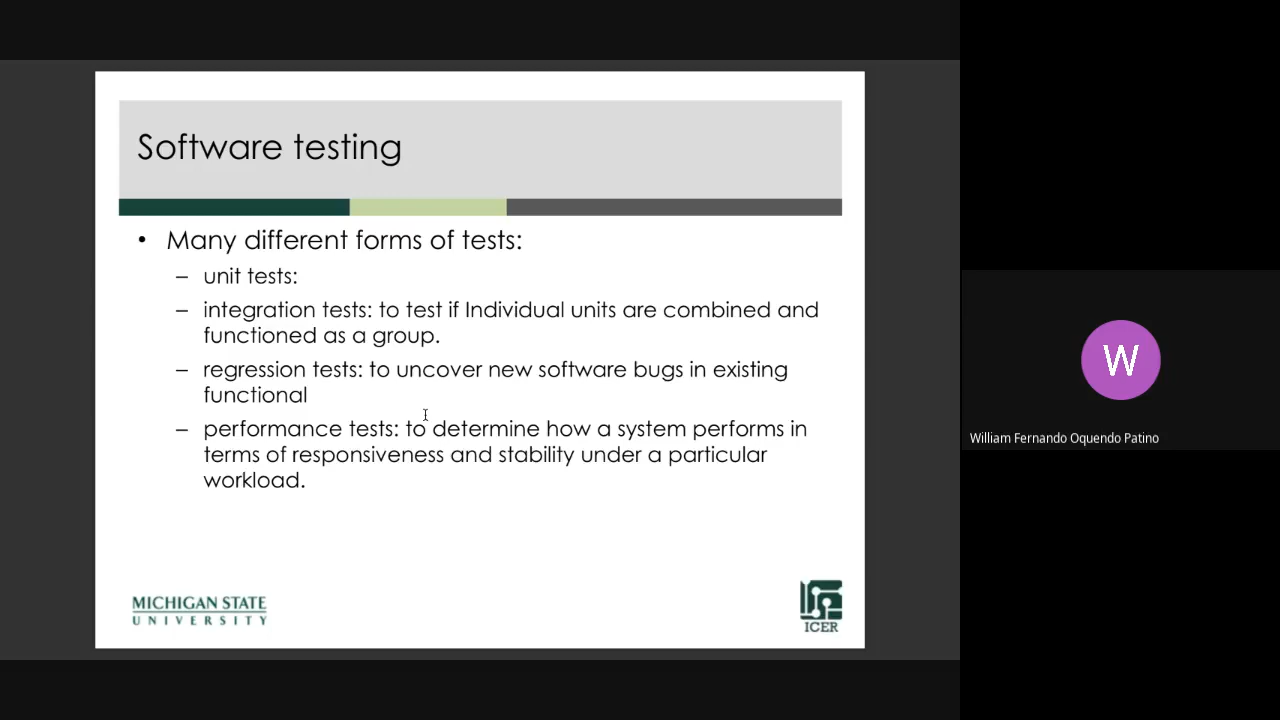 Software testing
• Many different forms of tests:
– unit tests:
– integration tests: to test if Individual units are combined and
functioned as a group.
– regression tests: to uncover new software bugs in existing
functional
– performance tests: to determine how a system performs in
terms of responsiveness and stability under a particular
workload.
MICHIGAN STATE
UNIVERSITY
ICER
W
William Fernando Oquendo Patino